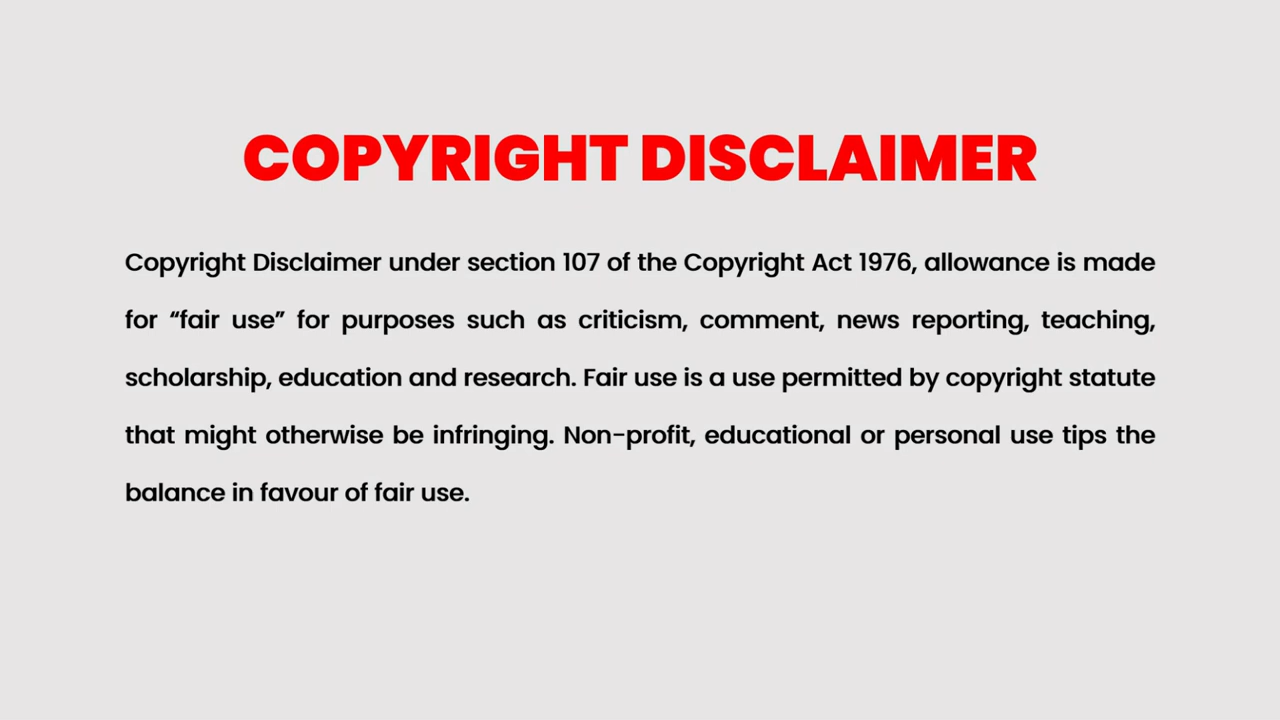 COPYRIGHT DISCLAIMER
Copyright Disclaimer under section 107 of the Copyright Act 1976, allowance is made
for “fair use” for purposes such as criticism, comment, news reporting, teaching,
scholarship, education and research. Fair use is a use permitted by copyright statute
that might otherwise be infringing. Non-profit, educational or personal use tips the
balance in favour of fair use.